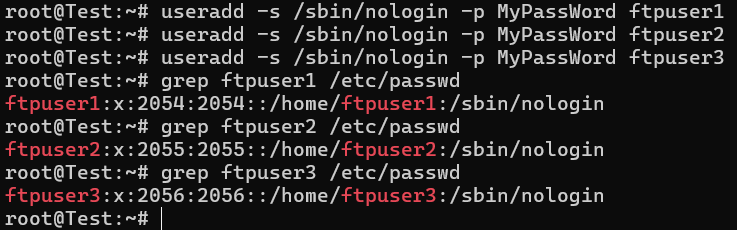 root@Test:~# useradd -s /sbin/nologin -p MyPassWord ftpuser1
root@Test:~# useradd -s /sbin/nologin -p MyPassWord ftpuser2
root@Test:~# useradd -s /sbin/nologin -p MyPassWord ftpuser3
root@Test:~# grep ftpuser1 /etc/passwd
ftpuser1:x:2054:2054::/home/ftpuser1:/sbin/nologin
root@Test:~# grep ftpuser2 /etc/passwd
ftpuser2:x:2055:2055::/home/ftpuser2:/sbin/nologin
root@Test:~# grep ftpuser3 /etc/passwd
ftpuser3:x:2056:2056::/home/ftpuser3:/sbin/nologin
root@Test:~#